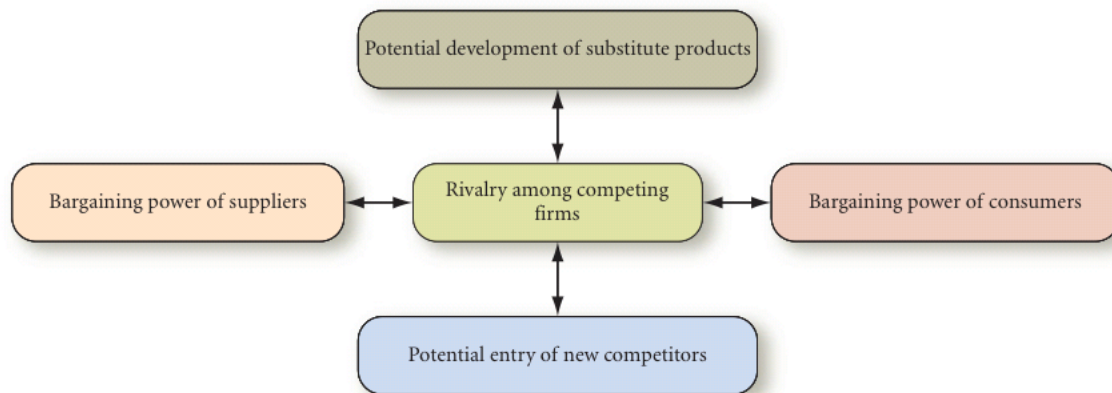 Potential development of substitute products
Bargaining power of suppliers
Rivalry among competing
firms
Bargaining power of consumers
Potential entry of new competitors